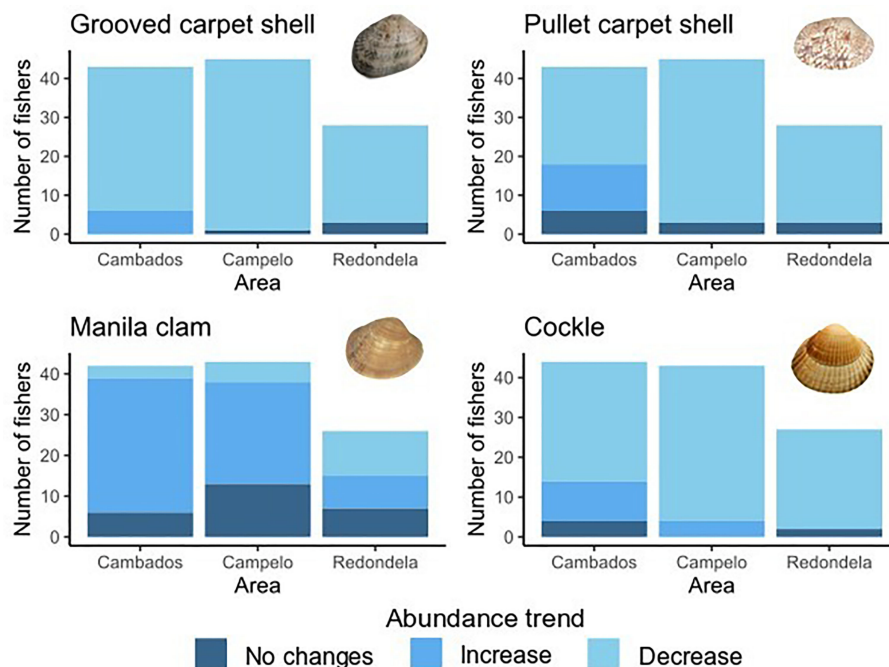 Grooved carpet shell
Number of fishers
40
30
20
10
0
Cambados Campelo Redondela
Area
Pullet carpet shell
Number of fishers
40
30
20
10
0
Cambados Campelo Redondela
Area
Manila clam
Number of fishers
40
30
20
10
0
Cambados Campelo Redondela
Area
Cockle
Number of fishers
40
30
20
10
0
Cambados Campelo Redondela
Area
Abundance trend
No changes Increase Decrease